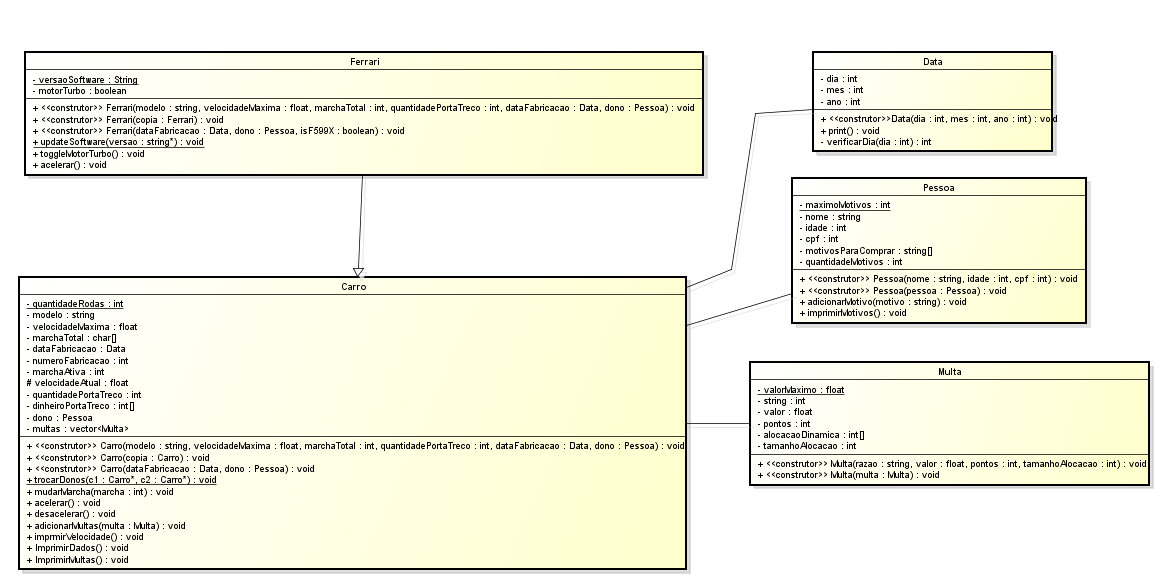 Ferrari
- versaoSoftware : String
- motorTurbo : boolean
+ <<construtor>> Ferrari(modelo : string, velocidadeMaxima : float, marchaTotal : int, quantidadePortaTreco : int, dataFabricacao : Data, dono : Pessoa) : void
+ <<construtor>> Ferrari(copia : Ferrari) : void
+ <<construtor>> Ferrari(dataFabricacao : Data, dono : Pessoa, isF599X : boolean) : void
+ updateSoftware(versao : string*) : void
+ toggleMotorTurbo() : void
+ acelerar() : void
Data
- dia : int
- mes : int
- ano : int
+ <<construtor>>Data(dia : int, mes : int, ano : int) : void
+ print() : void
- verificarDia(dia : int) : int
Pessoa
- maximoMotivos : int
- nome : string
- idade : int
- cpf : int
- motivosParaComprar : string[]
- quantidadeMotivos : int
+ <<construtor>> Pessoa(nome : string, idade : int, cpf : int) : void
+ <<construtor>> Pessoa(pessoa : Pessoa) : void
+ adicionarMotivo(motivo : string) : void
+ imprimirMotivos() : void
Carro
- quantidadeRodas : int
- modelo : string
- velocidadeMaxima : float
- marchaTotal : char[]
- dataFabricacao : Data
- numeroFabricacao : int
- marchaAtiva : int
# velocidadeAtual : float
- quantidadePortaTreco : int
- dinheiroPortaTreco : int[]
- dono : Pessoa
- multas : vector<Multa>
+ <<construtor>> Carro(modelo : string, velocidadeMaxima : float, marchaTotal : int, quantidadePortaTreco : int, dataFabricacao : Data, dono : Pessoa) : void
+ <<construtor>> Carro(copia : Carro) : void
+ <<construtor>> Carro(dataFabricacao : Data, dono : Pessoa) : void
+ trocarDonos(c1 : Carro*, c2 : Carro*) : void
+ mudarMarcha(marcha : int) : void
+ acelerar() : void
+ desacelerar() : void
+ adicionarMultas(multa : Multa) : void
+ imprmirVelocidade() : void
+ ImprimirDados() : void
+ ImprimirMultas() : void
Multa
- valorMaximo : float
- string : int
- valor : float
- pontos : int
- alocacaoDinamica : int[]
- tamanhoAlocacao : int
+ <<construtor>> Multa(razao : string, valor : float, pontos : int, tamanhoAlocacao : int) : void
+ <<construtor>> Multa(multa : Multa) : void